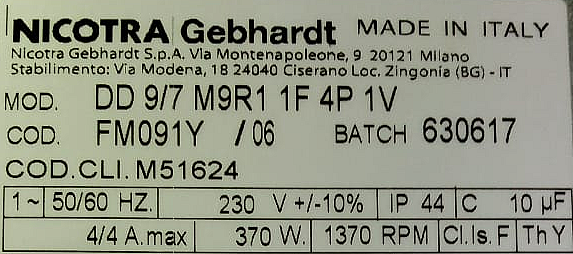 NICOTRA Gebhardt MADE IN ITALY
Nicotra Gebhardt S.p.A. Via Montenapoleone, 9 20121 Milano
Stabilimento: Via Modena, 18 24040 Ciserano Loc. Zingonia (BG) - IT
MOD. DD 9/7 M9R1 1F 4P 1V
COD. FM091Y /06 BATCH 630617
COD.CLI. M51624
1~ 50/60 HZ. 230 V +/-10% IP 44 C 10 µF
4/4 A.max 370 W. 1370 RPM Cl.Is. F Th Y